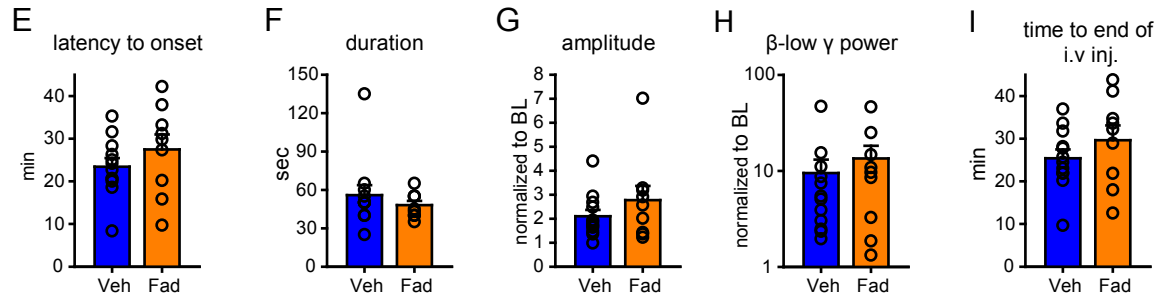 E
latency to onset
min
40
30
20
10
0
Veh Fad
F
duration
sec
150
120
90
60
30
0
Veh Fad
G
amplitude
normalized to BL
8
7
6
5
4
3
2
1
0
Veh Fad
H
β-low γ power
normalized to BL
100
10
1
Veh Fad
I
time to end of
i.v inj.
min
40
30
20
10
0
Veh Fad